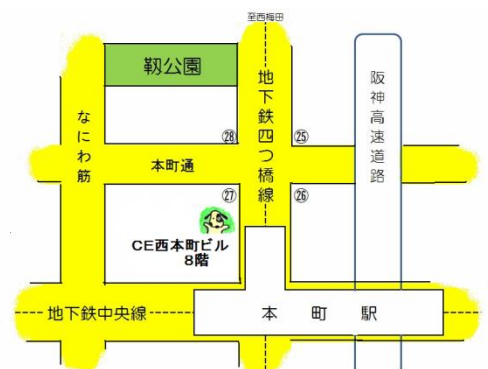 至西梅田
靱公園
地下鉄四つ橋線
阪神高速道路
なにわ筋
㉘
㉕
本町通
㉗
㉖
CE西本町ビル
8階
地下鉄中央線
本町駅